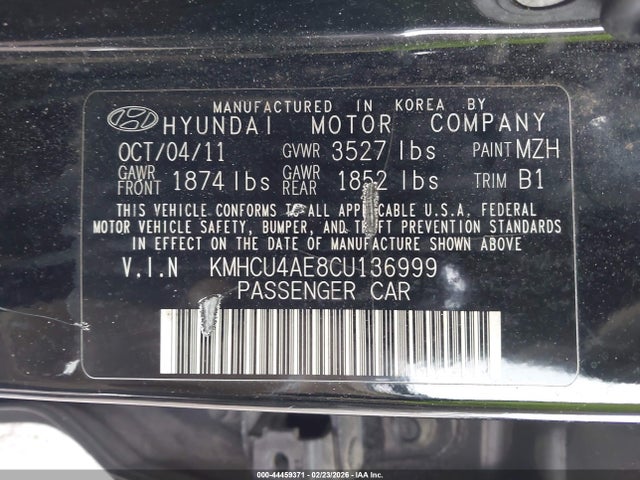 MANUFACTURED IN KOREA BY
HYUNDAI MOTOR COMPANY
OCT/04/11 GVWR 3527 lbs PAINT MZH
GAWR FRONT 1874 lbs GAWR REAR 1852 lbs TRIM B1
THIS VEHICLE CONFORMS TO ALL APPLICABLE U.S.A. FEDERAL
MOTOR VEHICLE SAFETY, BUMPER, AND THEFT PREVENTION STANDARDS
IN EFFECT ON THE DATE OF MANUFACTURE SHOWN ABOVE
V.I.N KMHCU4AE8CU136999
PASSENGER CAR
000-44459371 - 02/23/2026 - IAA Inc.